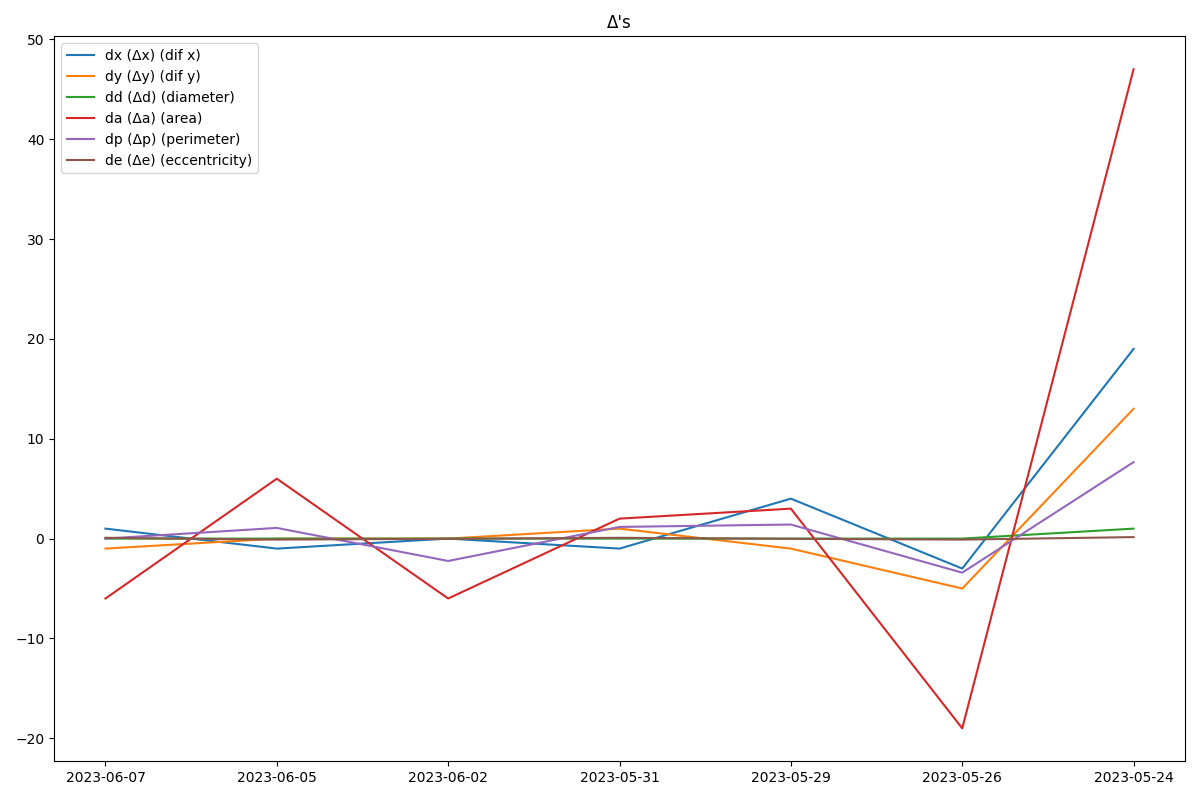 Δ's
dx (Δx) (dif x)
dy (Δy) (dif y)
dd (Δd) (diameter)
da (Δa) (area)
dp (Δp) (perimeter)
de (Δe) (eccentricity)
50
40
30
20
10
0
−10
−20
2023-06-07 2023-06-05 2023-06-02 2023-05-31 2023-05-29 2023-05-26 2023-05-24